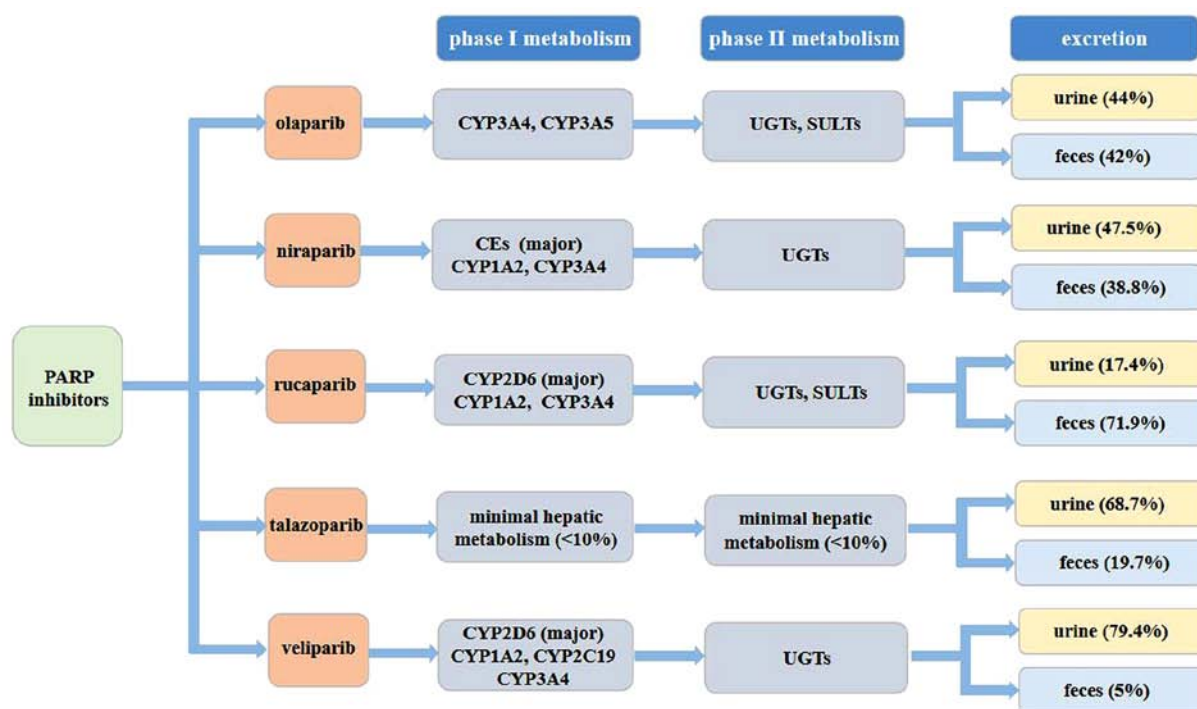 phase I metabolism
phase II metabolism
excretion
PARP
inhibitors
olaparib
CYP3A4, CYP3A5
UGTs, SULTs
urine (44%)
feces (42%)
niraparib
CEs (major)
CYP1A2, CYP3A4
UGTs
urine (47.5%)
feces (38.8%)
rucaparib
CYP2D6 (major)
CYP1A2, CYP3A4
UGTs, SULTs
urine (17.4%)
feces (71.9%)
talazoparib
minimal hepatic
metabolism (<10%)
minimal hepatic
metabolism (<10%)
urine (68.7%)
feces (19.7%)
veliparib
CYP2D6 (major)
CYP1A2, CYP2C19
CYP3A4
UGTs
urine (79.4%)
feces (5%)